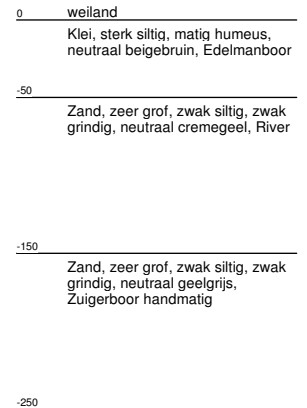 0 weiland
Klei, sterk siltig, matig humeus,
neutraal beigebruin, Edelmanboor
-50
Zand, zeer grof, zwak siltig, zwak
grindig, neutraal cremegeel, River
-150
Zand, zeer grof, zwak siltig, zwak
grindig, neutraal geelgrijs,
Zuigerboor handmatig
-250